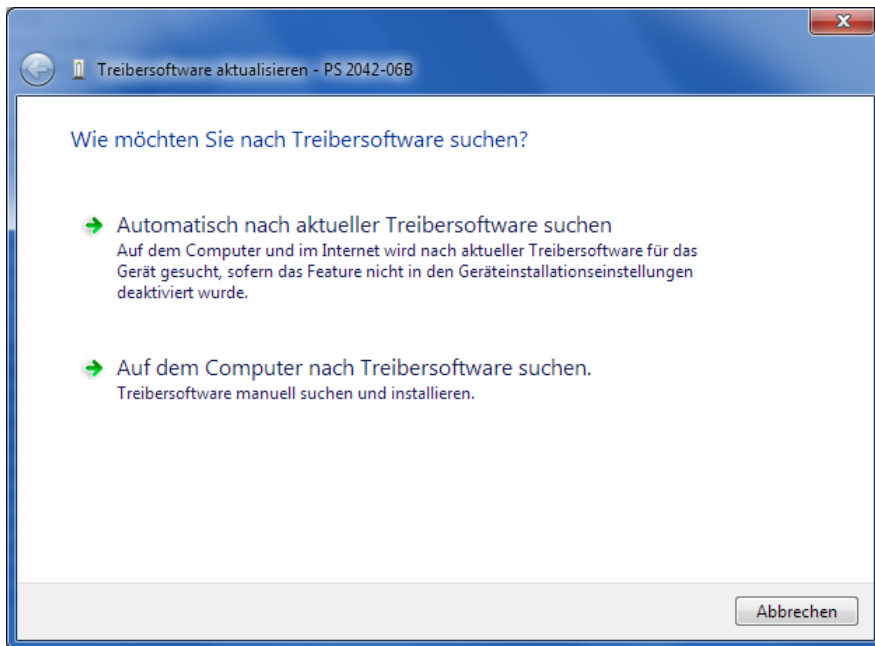 Treibersoftware aktualisieren - PS 2042-06B
Wie möchten Sie nach Treibersoftware suchen?
Automatisch nach aktueller Treibersoftware suchen
Auf dem Computer und im Internet wird nach aktueller Treibersoftware für das
Gerät gesucht, sofern das Feature nicht in den Geräteinstallationseinstellungen
deaktiviert wurde.
Auf dem Computer nach Treibersoftware suchen.
Treibersoftware manuell suchen und installieren.
Abbrechen